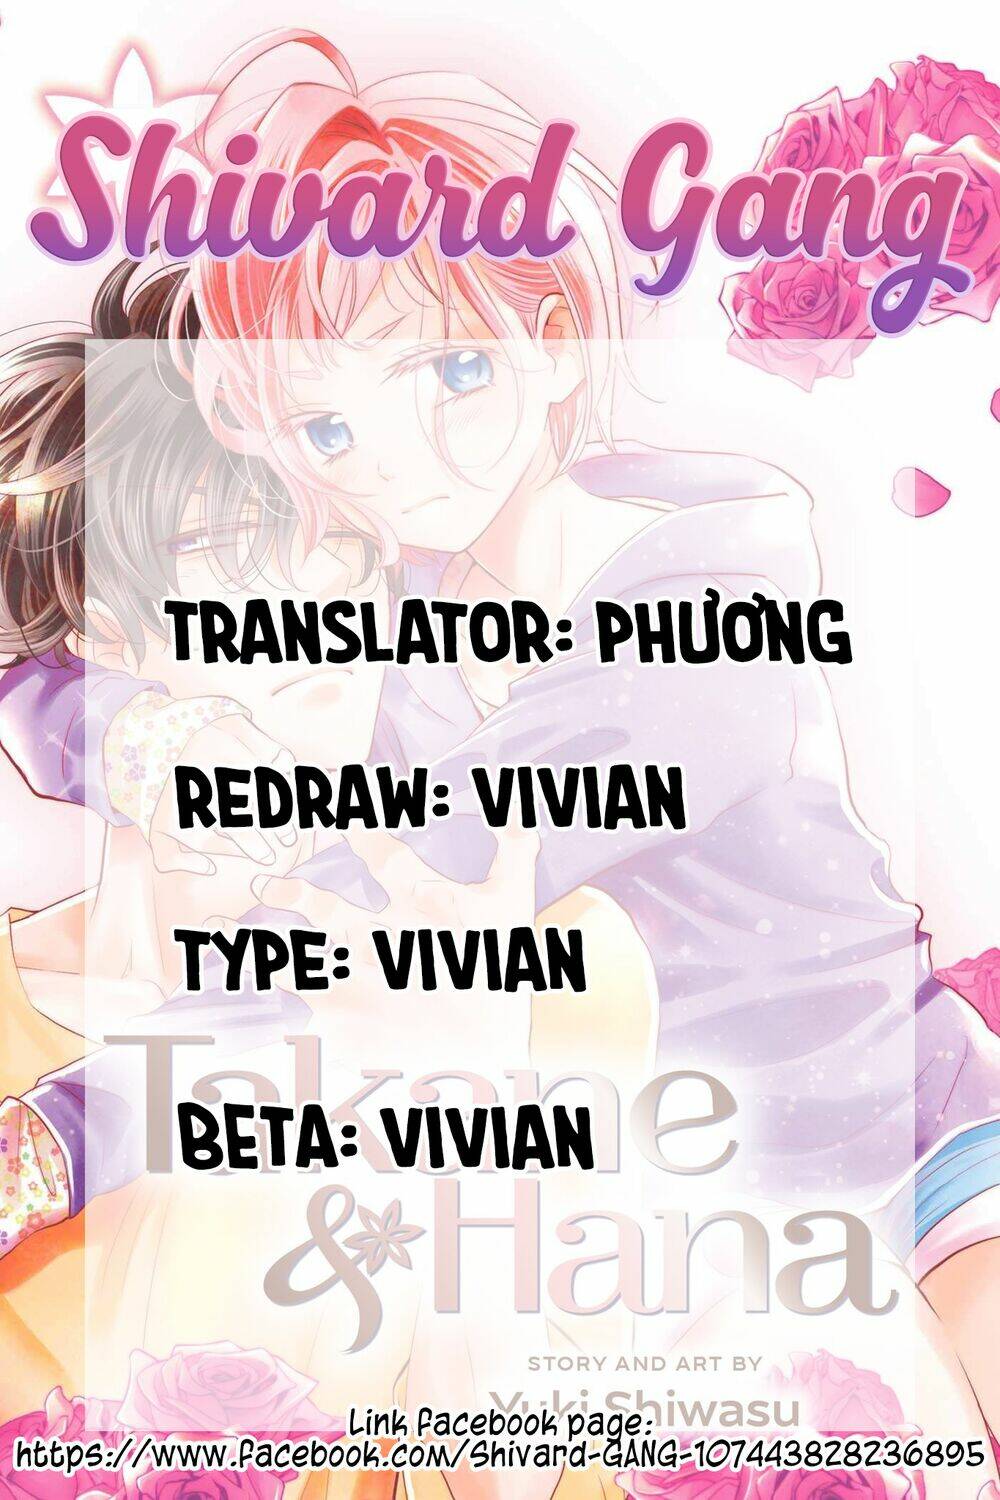 Shivard Gang
TRANSLATOR: PHƯƠNG
REDRAW: VIVIAN
TYPE: VIVIAN
Takane
BETA: VIVIAN
& Hana
STORY AND ART BY
Yuki Shiwasu
Link facebook page:
https://www.facebook.com/Shivard-GANG-107443828236895